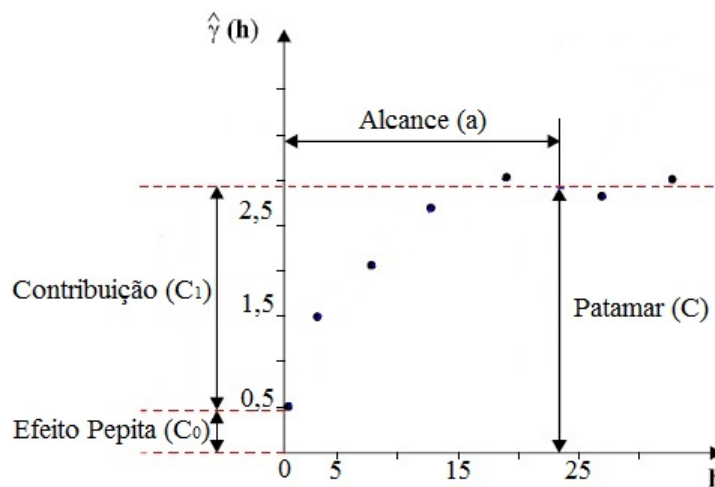 γ̂ (h)
Alcance (a)
2,5
Contribuição (C₁)
Patamar (C)
1,5
0,5
Efeito Pepita (C₀)
0 5 15 25